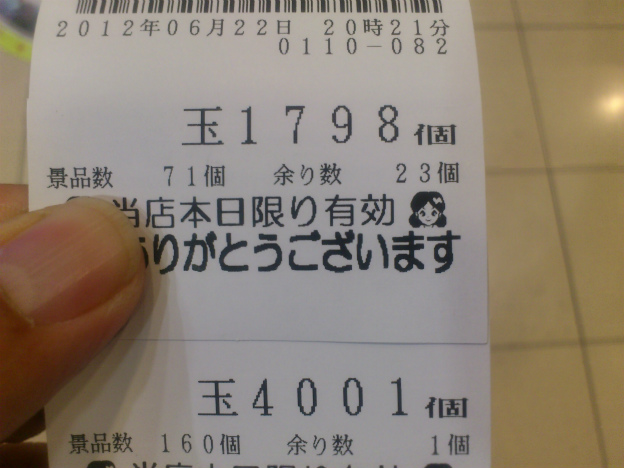 2012年06月22日 20時21分
0110-082
玉1798個
景品数 71個 余り数 23個
当店本日限り有効
ありがとうございます
玉4001個
景品数 160個 余り数 1個